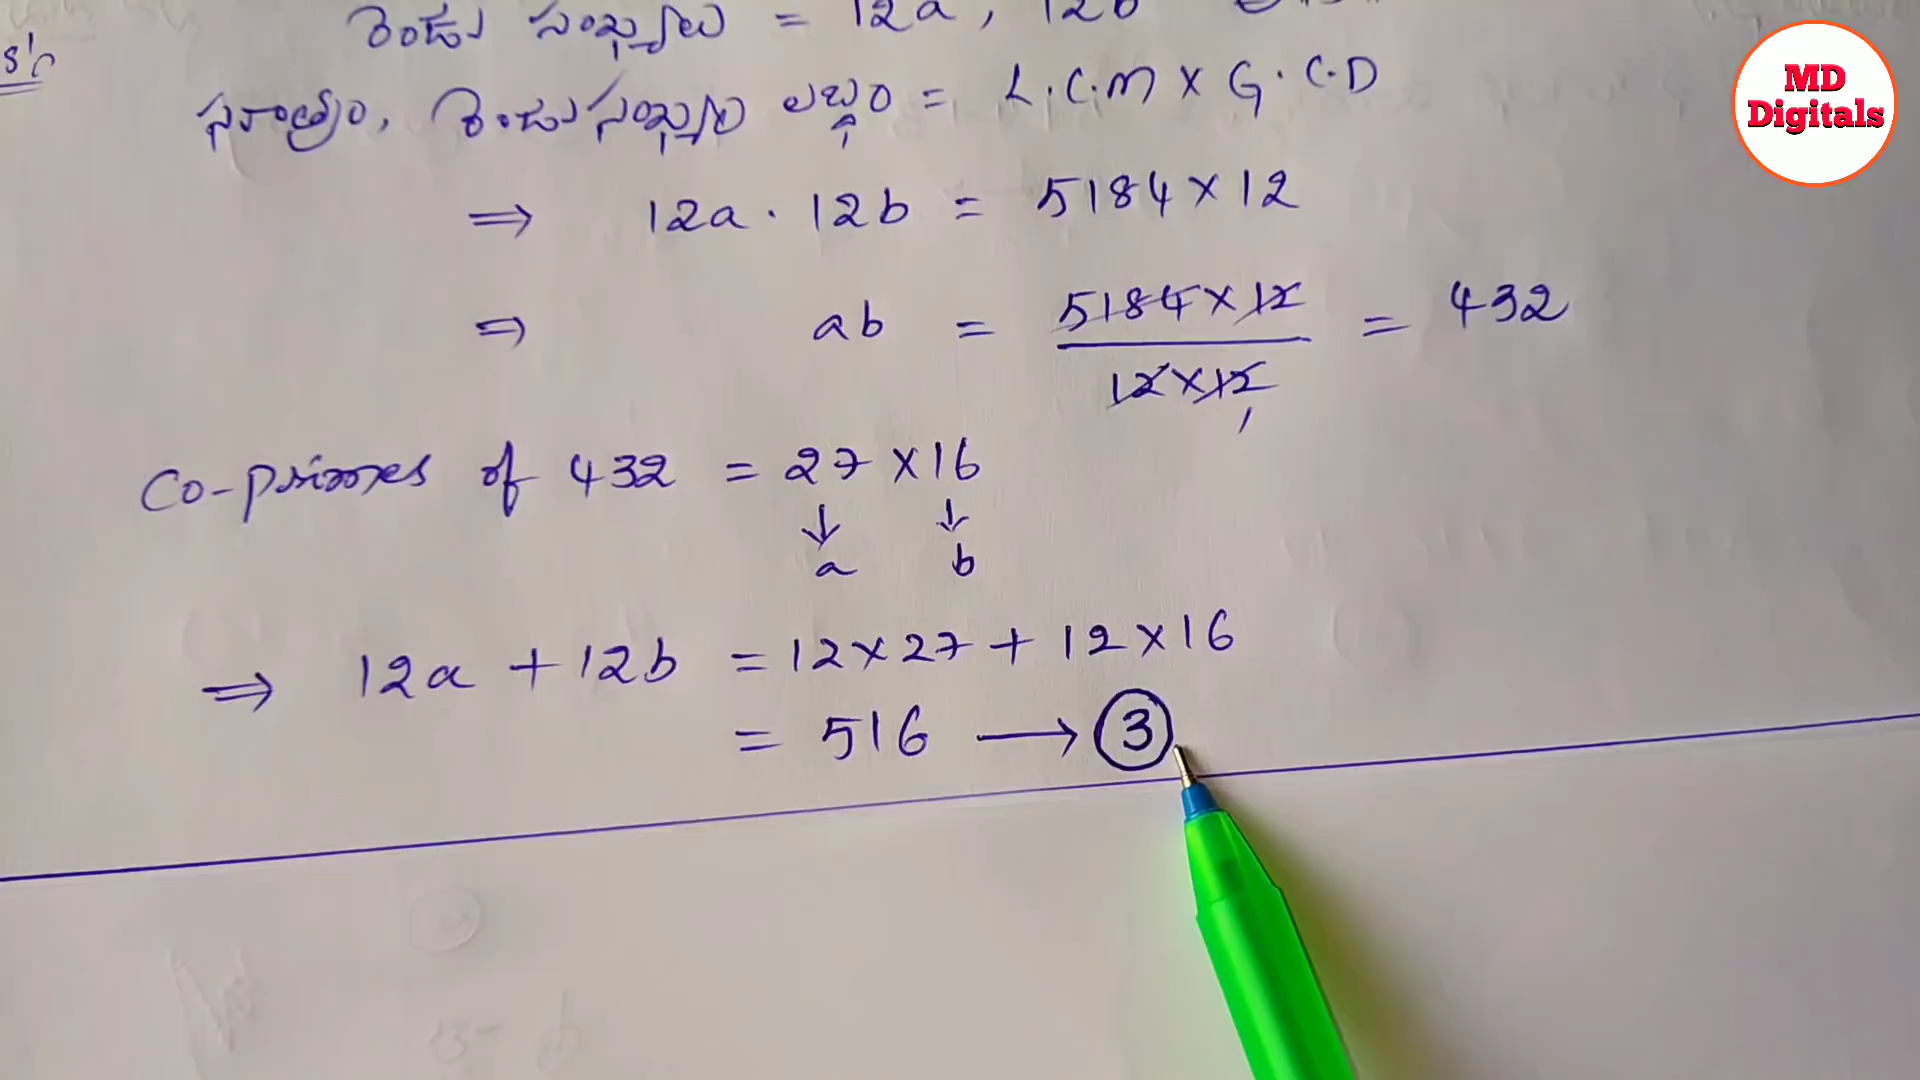 రెండు సంఖ్యలు = 12a, 12b
s'n
సూత్రం, రెండు సంఖ్యల లబ్ధం = L.C.M x G.C.D
⇒ 12a . 12b = 5184 x 12
⇒ ab = 5184 x 12 / 12 x 12 = 432
1
Co-primes of 432 = 27 x 16
↓ ↓
a b
⇒ 12a + 12b = 12 x 27 + 12 x 16
= 516 → 3
MD
Digitals